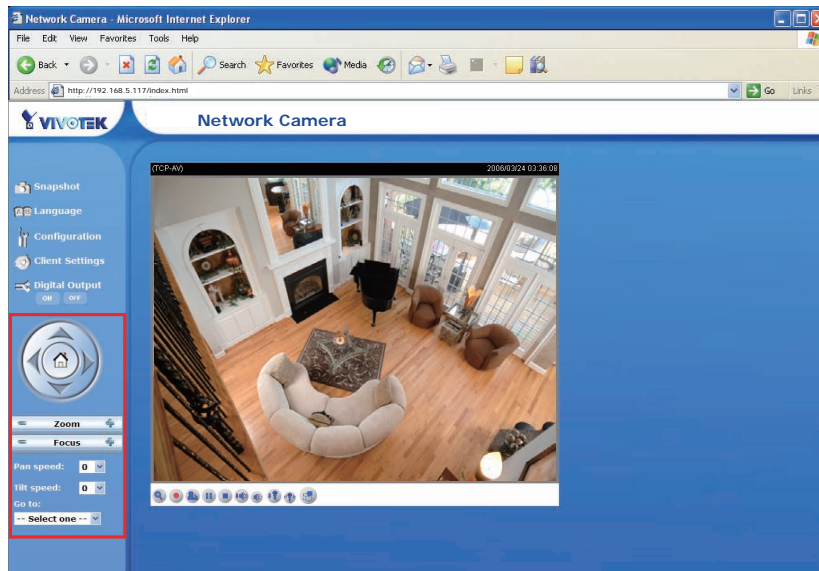 Network Camera - Microsoft Internet Explorer
File Edit View Favorites Tools Help
Back Search Favorites Media
Address http://192.168.5.117/index.html Go Links
VIVOTEK Network Camera
(TCP-AV) 2006/03/24 03:36:08
Snapshot
Language
Configuration
Client Settings
Digital Output
ON OFF
Zoom
Focus
Pan speed: 0
Tilt speed: 0
Go to:
-- Select one --